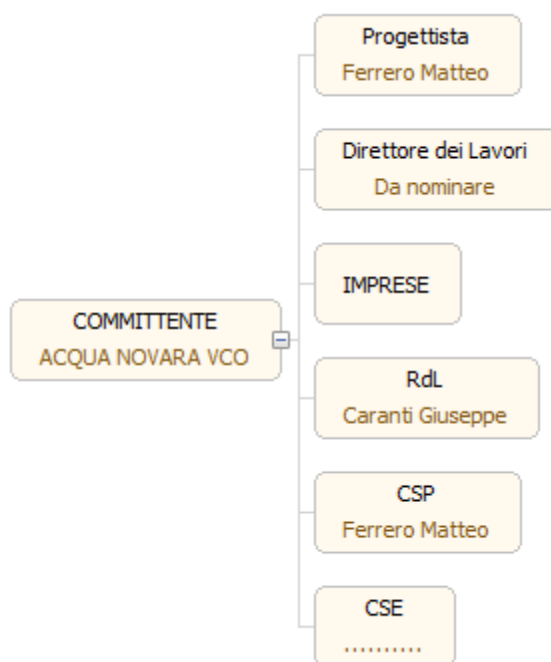 Progettista
Ferrero Matteo
Direttore dei Lavori
Da nominare
IMPRESE
COMMITTENTE
ACQUA NOVARA VCO
RdL
Caranti Giuseppe
CSP
Ferrero Matteo
CSE
..........